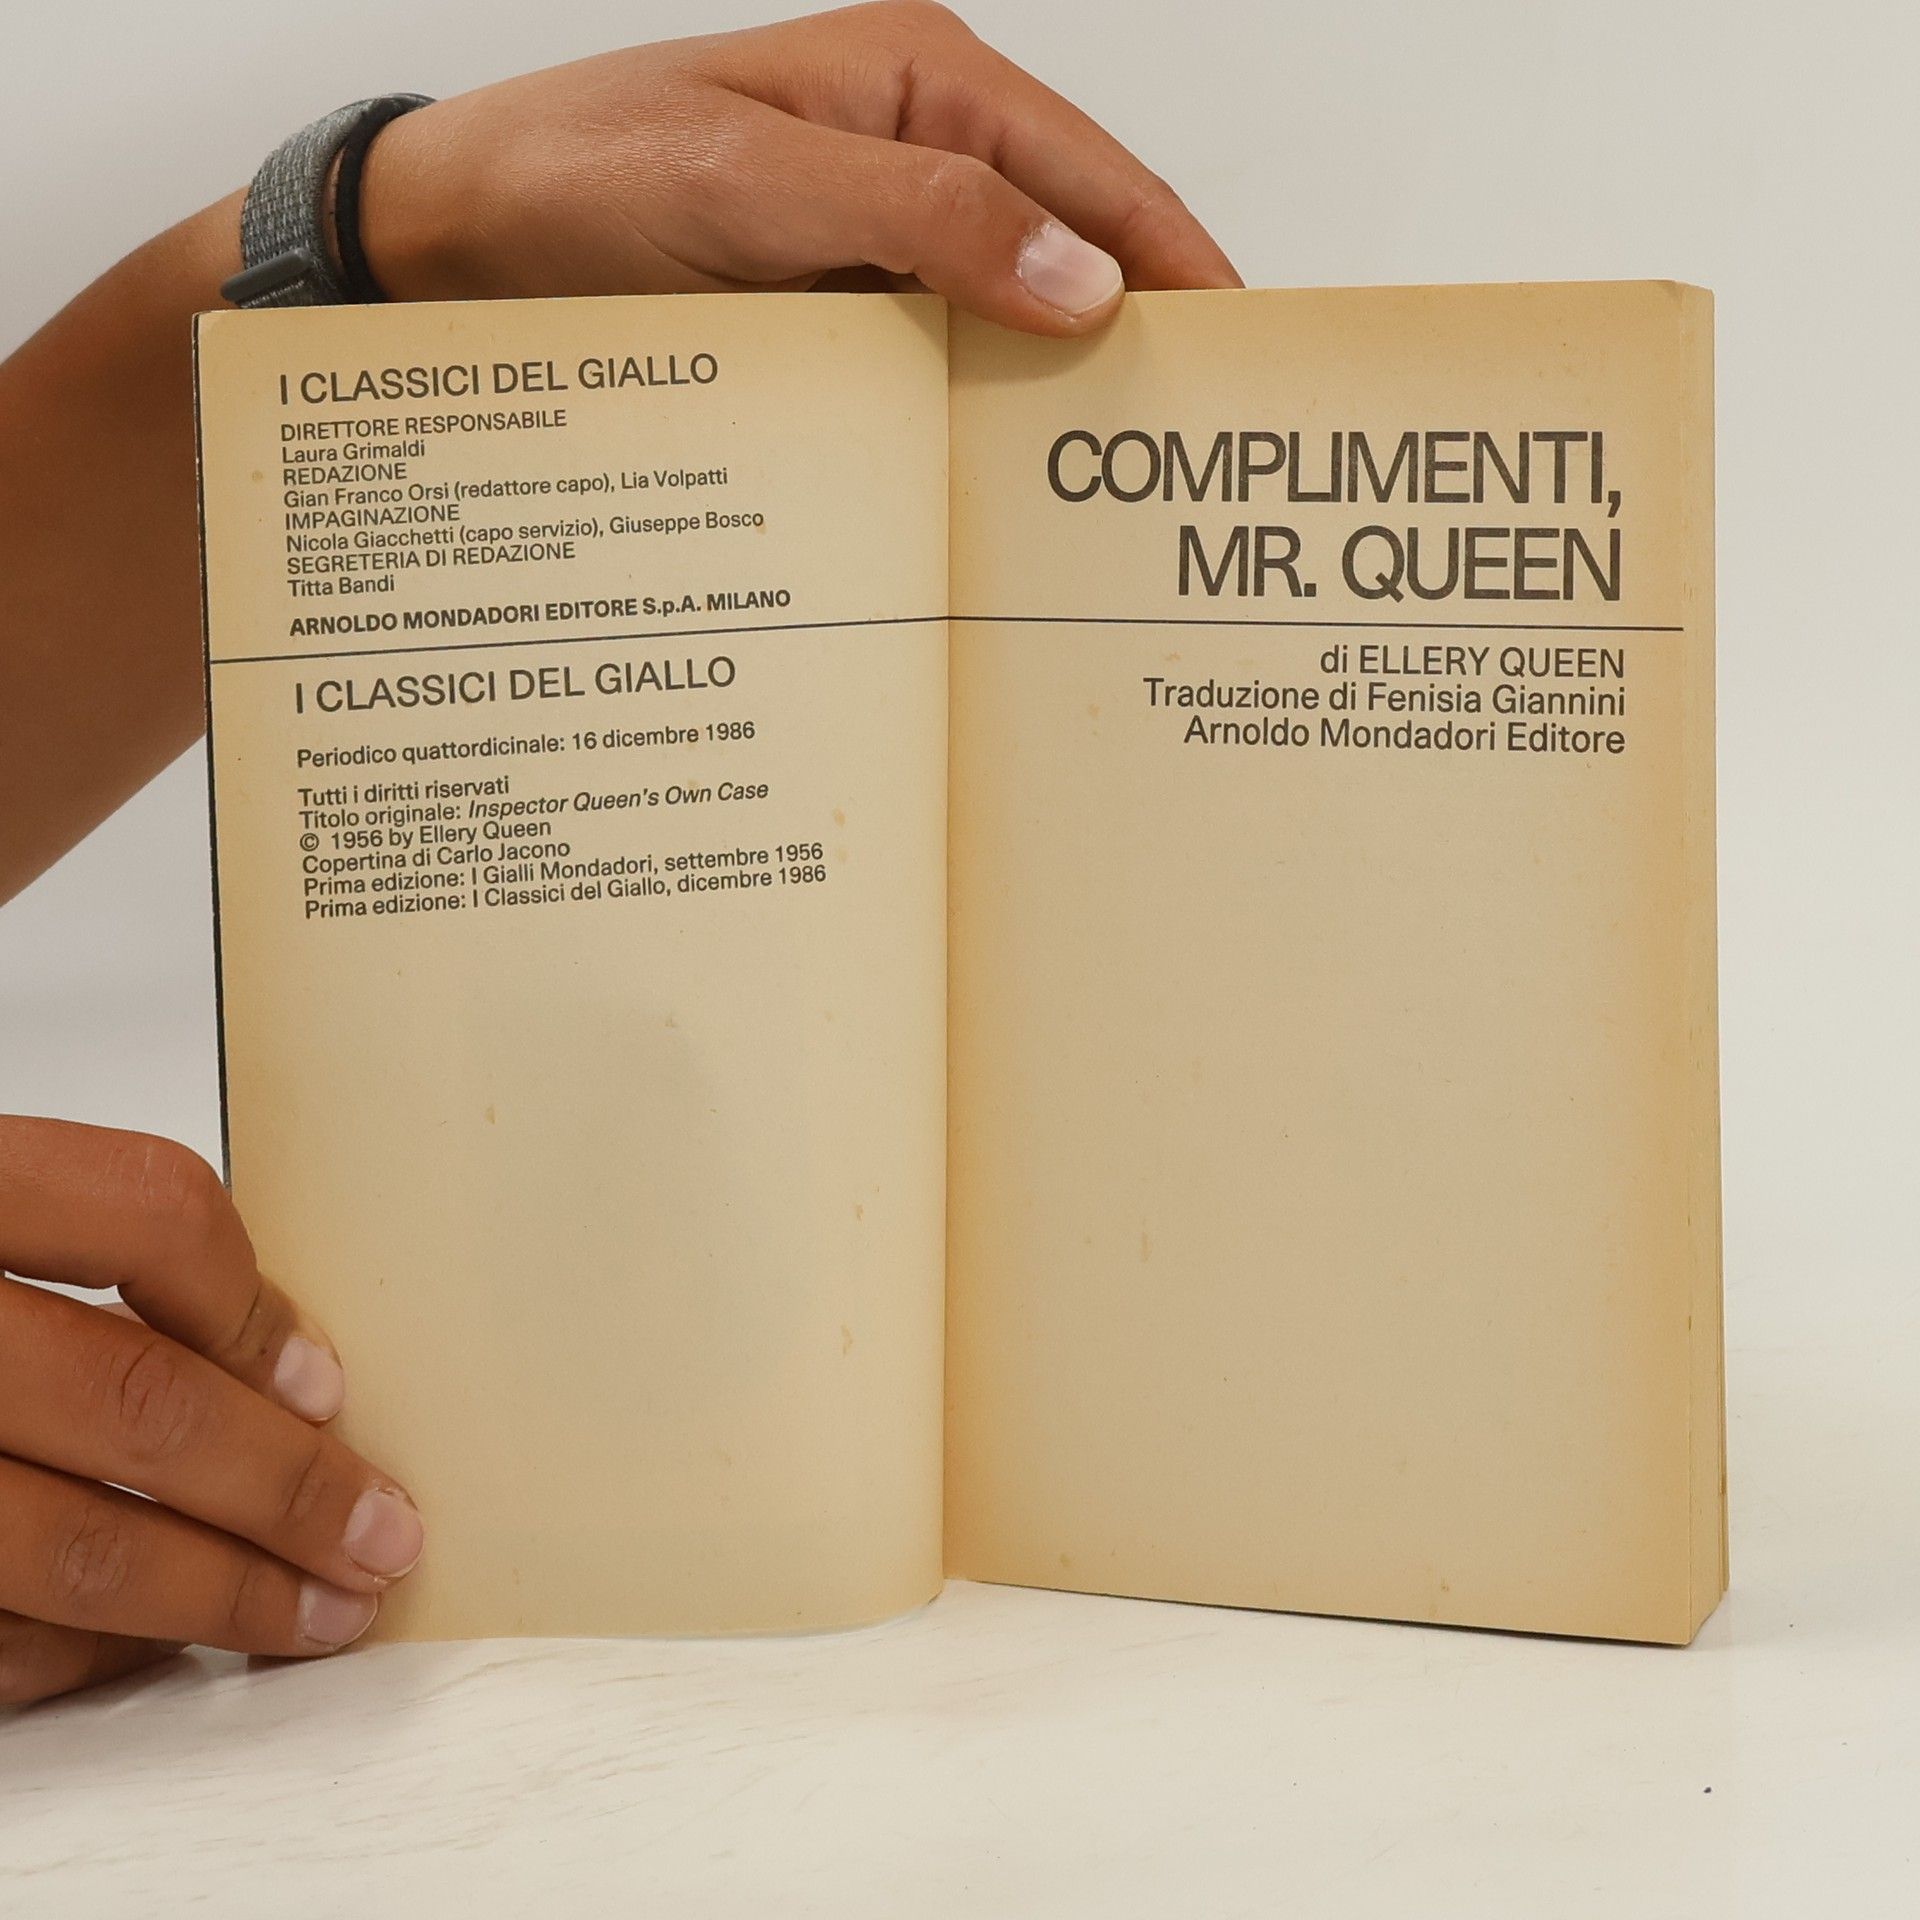 I CLASSICI DEL GIALLO
DIRETTORE RESPONSABILE
Laura Grimaldi
REDAZIONE
Gian Franco Orsi (redattore capo), Lia Volpatti
IMPAGINAZIONE
Nicola Giacchetti (capo servizio), Giuseppe Bosco
SEGRETERIA DI REDAZIONE
Titta Bandi
ARNOLDO MONDADORI EDITORE S.p.A. MILANO
I CLASSICI DEL GIALLO
Periodico quattordicinale: 16 dicembre 1986
Tutti i diritti riservati
Titolo originale: Inspector Queen's Own Case
© 1956 by Ellery Queen
Copertina di Carlo Jacono
Prima edizione: I Gialli Mondadori, settembre 1956
Prima edizione: I Classici del Giallo, dicembre 1986
COMPLIMENTI,
MR. QUEEN
di ELLERY QUEEN
Traduzione di Fenisia Giannini
Arnoldo Mondadori Editore